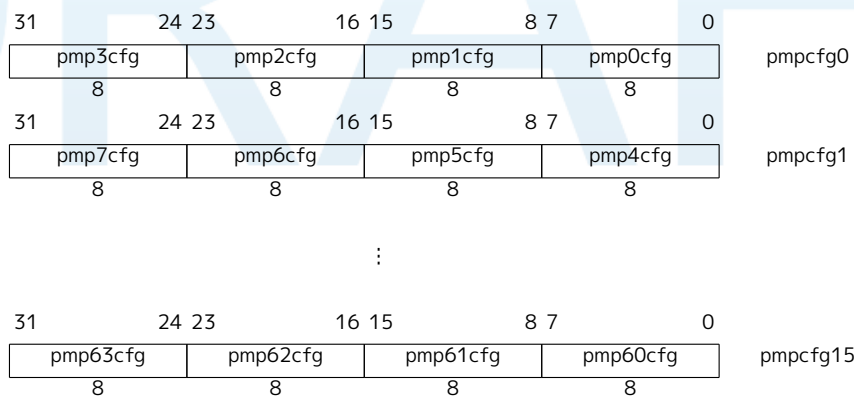 31 24 23 16 15 8 7 0
pmp3cfg pmp2cfg pmp1cfg pmp0cfg pmpcfg0
8 8 8 8
31 24 23 16 15 8 7 0
pmp7cfg pmp6cfg pmp5cfg pmp4cfg pmpcfg1
8 8 8 8
⋮
31 24 23 16 15 8 7 0
pmp63cfg pmp62cfg pmp61cfg pmp60cfg pmpcfg15
8 8 8 8